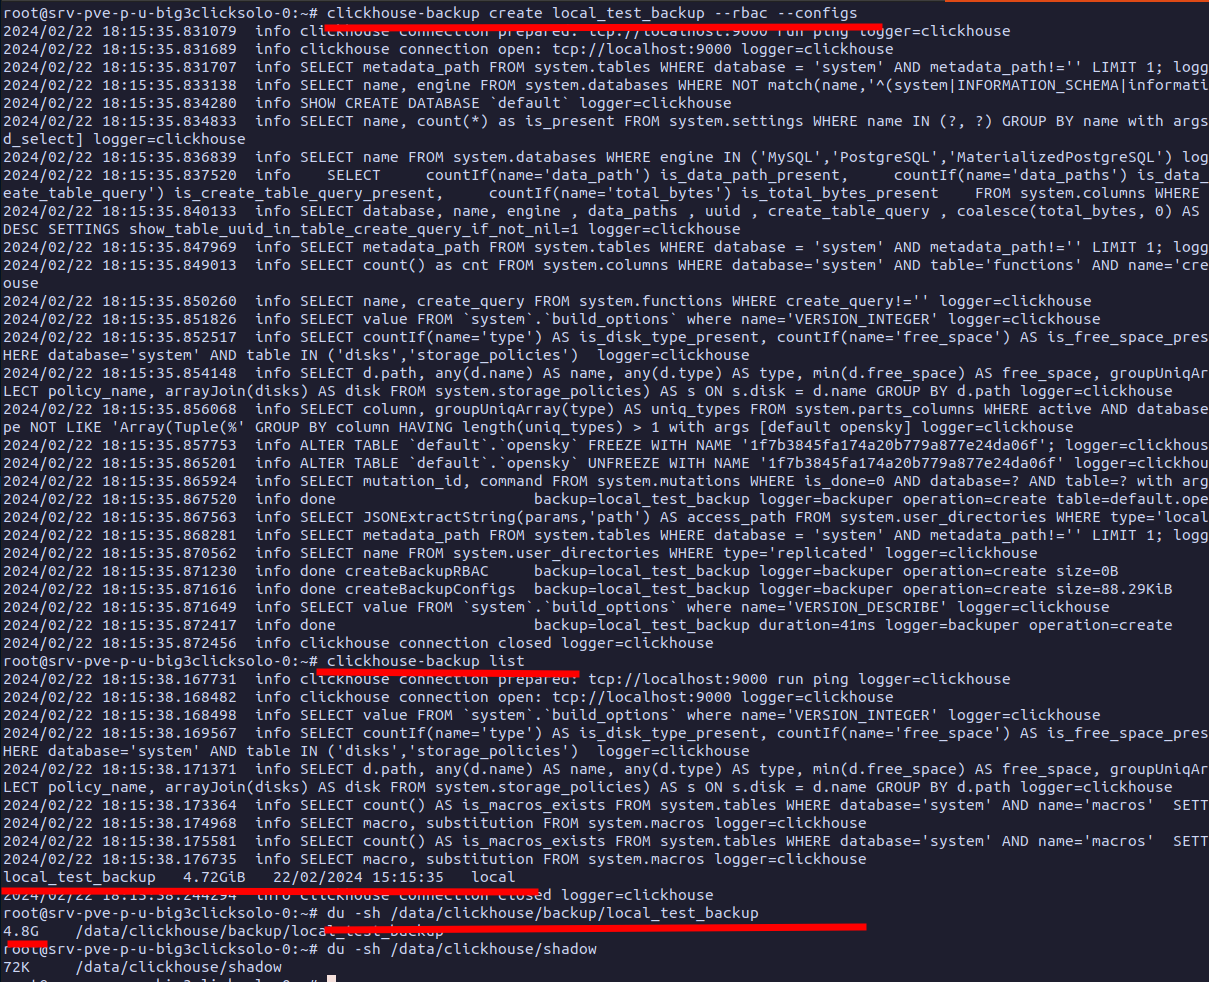 root@srv-pve-p-u-big3clicksolo-0:~# clickhouse-backup create local_test_backup --rbac --configs
2024/02/22 18:15:35.831079  info clickhouse connection prepared: tcp://localhost:9000 run ping logger=clickhouse
2024/02/22 18:15:35.831689  info clickhouse connection open: tcp://localhost:9000 logger=clickhouse
2024/02/22 18:15:35.831707  info SELECT metadata_path FROM system.tables WHERE database = 'system' AND metadata_path!='' LIMIT 1; logg
2024/02/22 18:15:35.833138  info SELECT name, engine FROM system.databases WHERE NOT match(name,'^(system|INFORMATION_SCHEMA|informati
2024/02/22 18:15:35.834280  info SHOW CREATE DATABASE `default` logger=clickhouse
2024/02/22 18:15:35.834833  info SELECT name, count(*) as is_present FROM system.settings WHERE name IN (?, ?) GROUP BY name with args
d_select] logger=clickhouse
2024/02/22 18:15:35.836839  info SELECT name FROM system.databases WHERE engine IN ('MySQL','PostgreSQL','MaterializedPostgreSQL') log
2024/02/22 18:15:35.837520  info    SELECT     countIf(name='data_path') is_data_path_present,     countIf(name='data_paths') is_data_
eate_table_query') is_create_table_query_present,     countIf(name='total_bytes') is_total_bytes_present    FROM system.columns WHERE
2024/02/22 18:15:35.840133  info SELECT database, name, engine , data_paths , uuid , create_table_query , coalesce(total_bytes, 0) AS
DESC SETTINGS show_table_uuid_in_table_create_query_if_not_nil=1 logger=clickhouse
2024/02/22 18:15:35.847969  info SELECT metadata_path FROM system.tables WHERE database = 'system' AND metadata_path!='' LIMIT 1; logg
2024/02/22 18:15:35.849013  info SELECT count() as cnt FROM system.columns WHERE database='system' AND table='functions' AND name='cre
ouse
2024/02/22 18:15:35.850260  info SELECT name, create_query FROM system.functions WHERE create_query!='' logger=clickhouse
2024/02/22 18:15:35.851826  info SELECT value FROM `system`.`build_options` where name='VERSION_INTEGER' logger=clickhouse
2024/02/22 18:15:35.852517  info SELECT countIf(name='type') AS is_disk_type_present, countIf(name='free_space') AS is_free_space_pres
HERE database='system' AND table IN ('disks','storage_policies')  logger=clickhouse
2024/02/22 18:15:35.854148  info SELECT d.path, any(d.name) AS name, any(d.type) AS type, min(d.free_space) AS free_space, groupUniqAr
LECT policy_name, arrayJoin(disks) AS disk FROM system.storage_policies) AS s ON s.disk = d.name GROUP BY d.path logger=clickhouse
2024/02/22 18:15:35.856068  info SELECT column, groupUniqArray(type) AS uniq_types FROM system.parts_columns WHERE active AND database
pe NOT LIKE 'Array(Tuple(%' GROUP BY column HAVING length(uniq_types) > 1 with args [default opensky] logger=clickhouse
2024/02/22 18:15:35.857753  info ALTER TABLE `default`.`opensky` FREEZE WITH NAME '1f7b3845fa174a20b779a877e24da06f'; logger=clickhous
2024/02/22 18:15:35.865201  info ALTER TABLE `default`.`opensky` UNFREEZE WITH NAME '1f7b3845fa174a20b779a877e24da06f' logger=clickhou
2024/02/22 18:15:35.865924  info SELECT mutation_id, command FROM system.mutations WHERE is_done=0 AND database=? AND table=? with arg
2024/02/22 18:15:35.867520  info done                      backup=local_test_backup logger=backuper operation=create table=default.ope
2024/02/22 18:15:35.867563  info SELECT JSONExtractString(params,'path') AS access_path FROM system.user_directories WHERE type='local
2024/02/22 18:15:35.868281  info SELECT metadata_path FROM system.tables WHERE database = 'system' AND metadata_path!='' LIMIT 1; logg
2024/02/22 18:15:35.870562  info SELECT name FROM system.user_directories WHERE type='replicated' logger=clickhouse
2024/02/22 18:15:35.871230  info done createBackupRBAC     backup=local_test_backup logger=backuper operation=create size=0B
2024/02/22 18:15:35.871616  info done createBackupConfigs  backup=local_test_backup logger=backuper operation=create size=88.29KiB
2024/02/22 18:15:35.871649  info SELECT value FROM `system`.`build_options` where name='VERSION_DESCRIBE' logger=clickhouse
2024/02/22 18:15:35.872417  info done                      backup=local_test_backup duration=41ms logger=backuper operation=create
2024/02/22 18:15:35.872456  info clickhouse connection closed logger=clickhouse
root@srv-pve-p-u-big3clicksolo-0:~# clickhouse-backup list
2024/02/22 18:15:38.167731  info clickhouse connection prepared: tcp://localhost:9000 run ping logger=clickhouse
2024/02/22 18:15:38.168482  info clickhouse connection open: tcp://localhost:9000 logger=clickhouse
2024/02/22 18:15:38.168498  info SELECT value FROM `system`.`build_options` where name='VERSION_INTEGER' logger=clickhouse
2024/02/22 18:15:38.169567  info SELECT countIf(name='type') AS is_disk_type_present, countIf(name='free_space') AS is_free_space_pres
HERE database='system' AND table IN ('disks','storage_policies')  logger=clickhouse
2024/02/22 18:15:38.171371  info SELECT d.path, any(d.name) AS name, any(d.type) AS type, min(d.free_space) AS free_space, groupUniqAr
LECT policy_name, arrayJoin(disks) AS disk FROM system.storage_policies) AS s ON s.disk = d.name GROUP BY d.path logger=clickhouse
2024/02/22 18:15:38.173364  info SELECT count() AS is_macros_exists FROM system.tables WHERE database='system' AND name='macros'  SETT
2024/02/22 18:15:38.174968  info SELECT macro, substitution FROM system.macros logger=clickhouse
2024/02/22 18:15:38.175581  info SELECT count() AS is_macros_exists FROM system.tables WHERE database='system' AND name='macros'  SETT
2024/02/22 18:15:38.176735  info SELECT macro, substitution FROM system.macros logger=clickhouse
local_test_backup   4.72GiB   22/02/2024 15:15:35   local
2024/02/22 18:15:38.244294  info clickhouse connection closed logger=clickhouse
root@srv-pve-p-u-big3clicksolo-0:~# du -sh /data/clickhouse/backup/local_test_backup
4.8G    /data/clickhouse/backup/local_test_backup
root@srv-pve-p-u-big3clicksolo-0:~# du -sh /data/clickhouse/shadow
72K     /data/clickhouse/shadow
root@srv-pve-p-u-big3clicksolo-0:~#